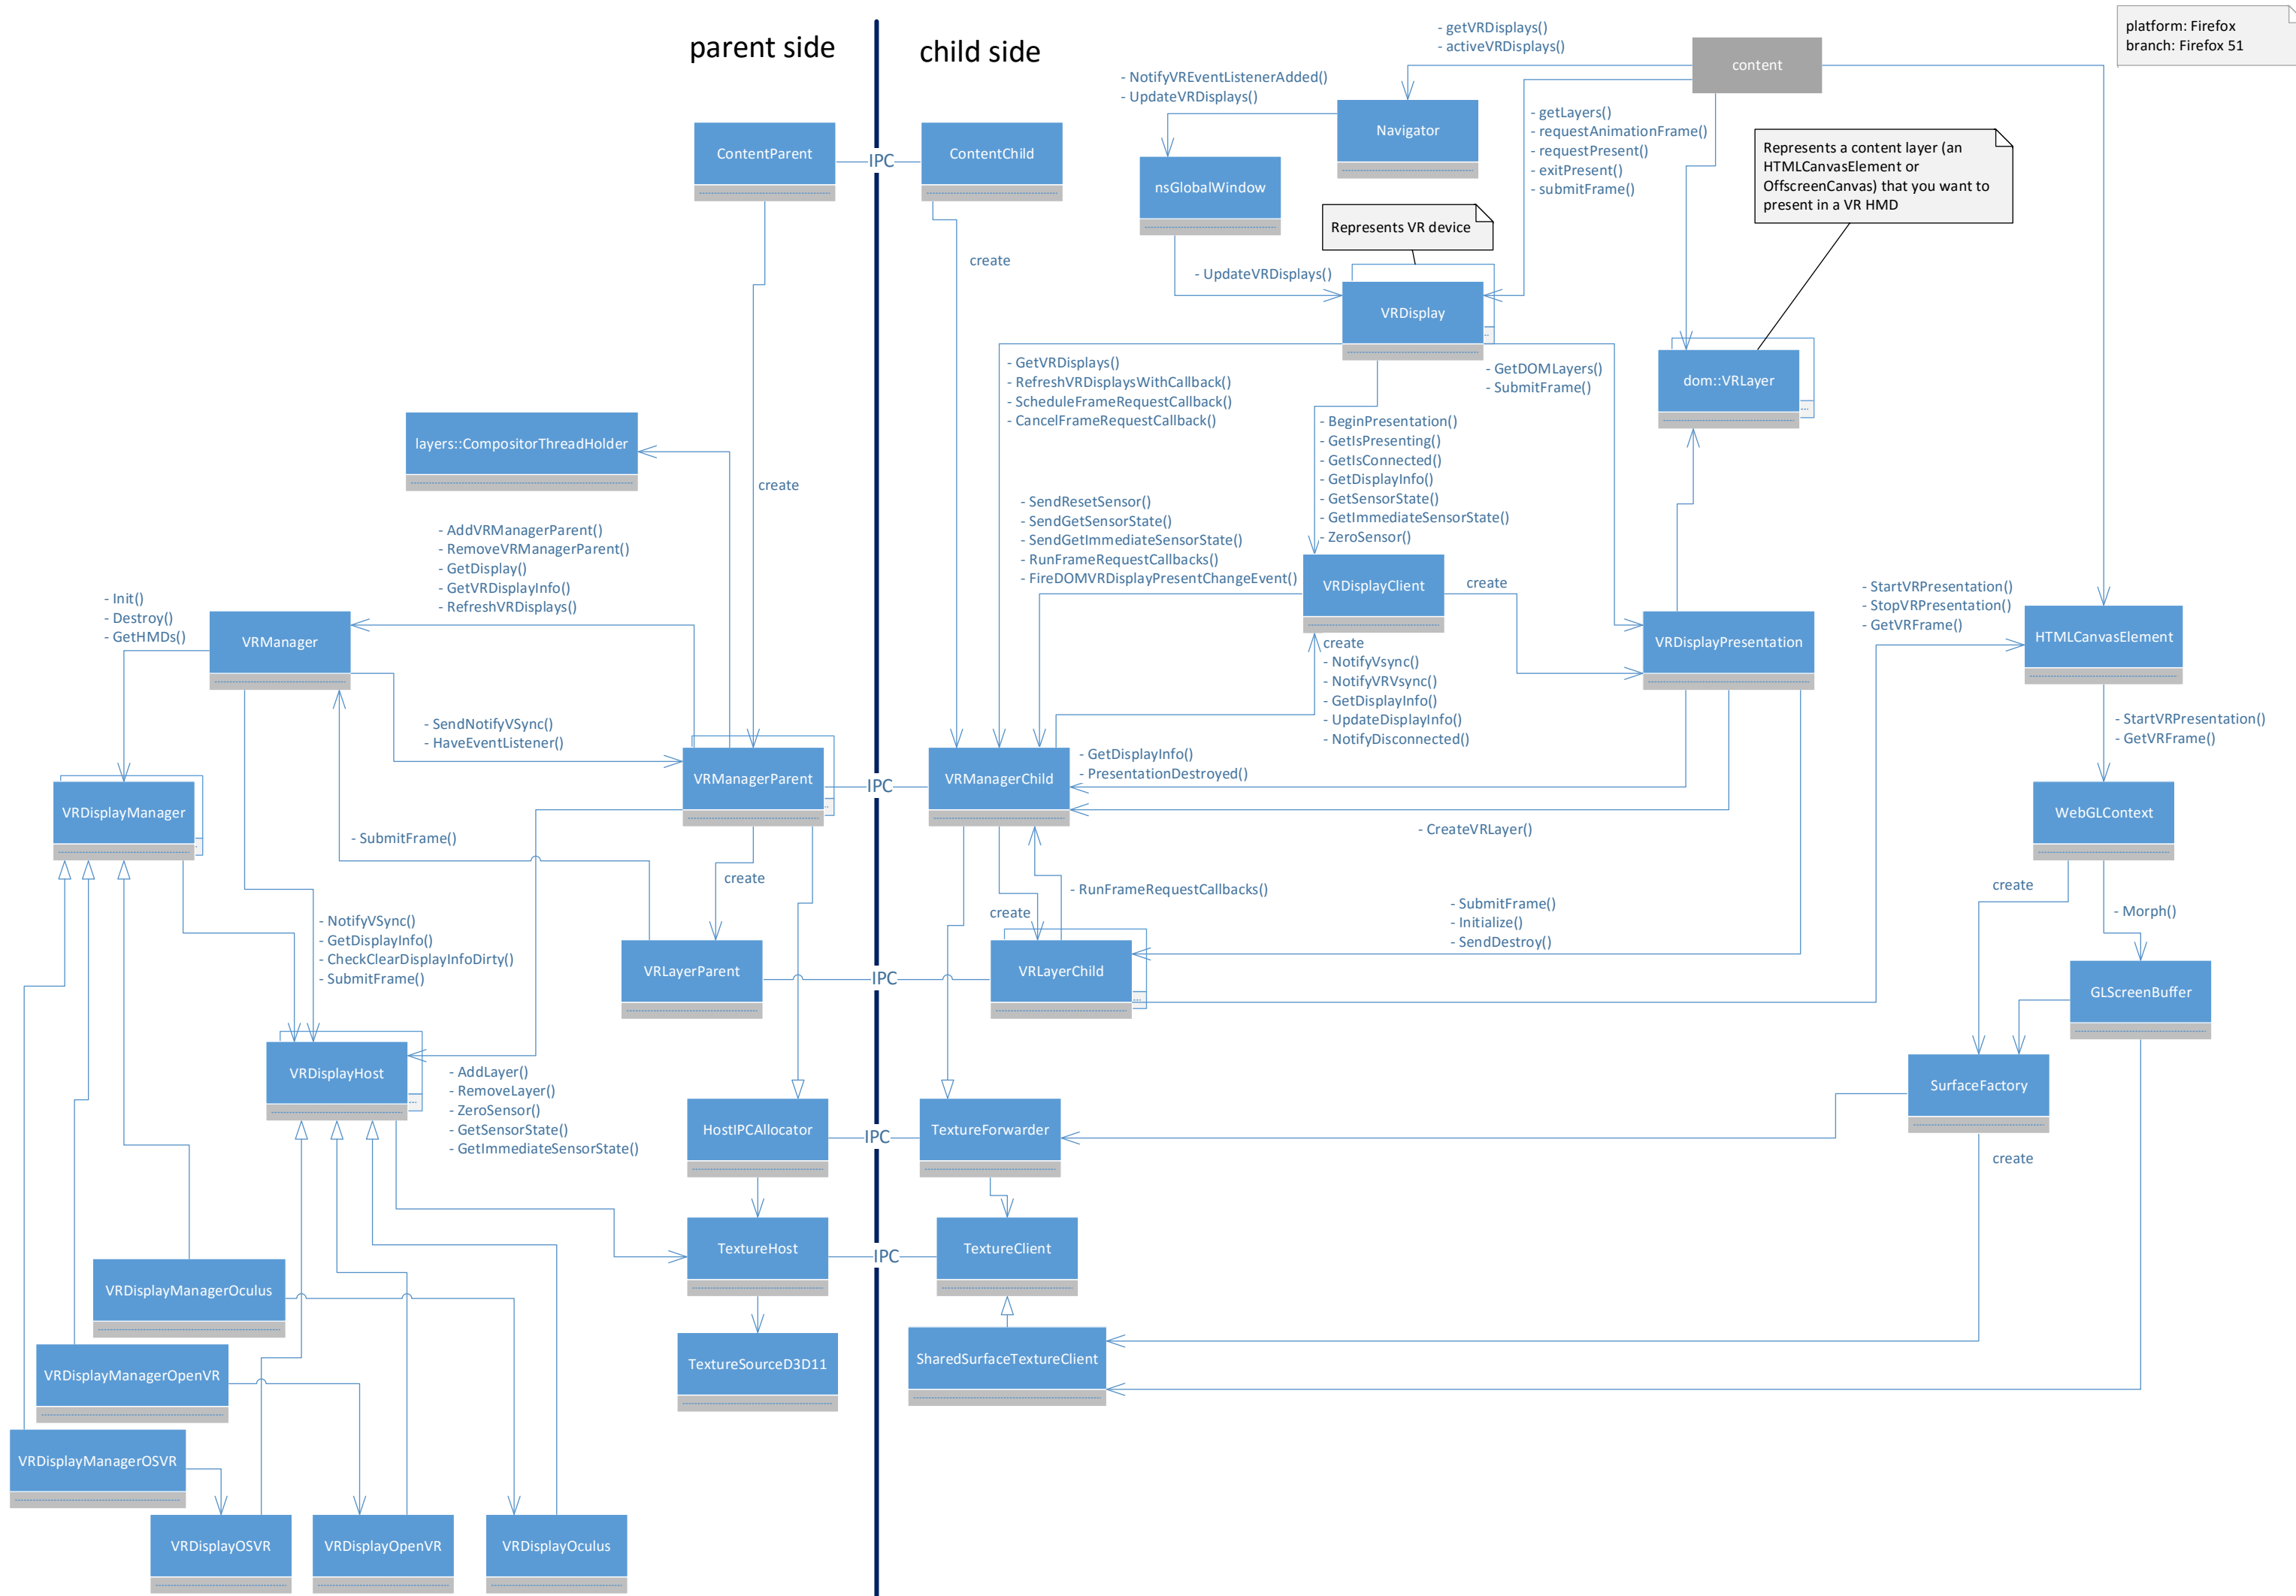 parent side
child side
platform: Firefox
branch: Firefox 51
- getVRDisplays()
- activeVRDisplays()
content
- NotifyVREventListenerAdded()
- UpdateVRDisplays()
Navigator
- getLayers()
- requestAnimationFrame()
- requestPresent()
- exitPresent()
- submitFrame()
Represents a content layer (an
HTMLCanvasElement or
OffscreenCanvas) that you want to
present in a VR HMD
ContentParent
IPC
ContentChild
nsGlobalWindow
Represents VR device
create
- UpdateVRDisplays()
VRDisplay
- GetVRDisplays()
- RefreshVRDisplaysWithCallback()
- ScheduleFrameRequestCallback()
- CancelFrameRequestCallback()
- GetDOMLayers()
- SubmitFrame()
dom::VRLayer
layers::CompositorThreadHolder
create
- BeginPresentation()
- GetIsPresenting()
- GetIsConnected()
- GetDisplayInfo()
- GetSensorState()
- GetImmediateSensorState()
- ZeroSensor()
- SendResetSensor()
- SendGetSensorState()
- SendGetImmediateSensorState()
- RunFrameRequestCallbacks()
- FireDOMVRDisplayPresentChangeEvent()
- AddVRManagerParent()
- RemoveVRManagerParent()
- GetDisplay()
- GetVRDisplayInfo()
- RefreshVRDisplays()
- Init()
- Destroy()
- GetHMDs()
VRManager
VRDisplayClient
create
VRDisplayPresentation
- StartVRPresentation()
- StopVRPresentation()
- GetVRFrame()
HTMLCanvasElement
create
- NotifyVsync()
- NotifyVRVsync()
- GetDisplayInfo()
- UpdateDisplayInfo()
- NotifyDisconnected()
- SendNotifyVSync()
- HaveEventListener()
- StartVRPresentation()
- GetVRFrame()
VRManagerParent
IPC
VRManagerChild
- GetDisplayInfo()
- PresentationDestroyed()
VRDisplayManager
WebGLContext
- SubmitFrame()
- CreateVRLayer()
create
- RunFrameRequestCallbacks()
create
create
- Morph()
- SubmitFrame()
- Initialize()
- SendDestroy()
- NotifyVSync()
- GetDisplayInfo()
- CheckClearDisplayInfoDirty()
- SubmitFrame()
VRLayerParent
IPC
VRLayerChild
GLScreenBuffer
VRDisplayHost
- AddLayer()
- RemoveLayer()
- ZeroSensor()
- GetSensorState()
- GetImmediateSensorState()
SurfaceFactory
HostIPCAllocator
IPC
TextureForwarder
create
TextureHost
IPC
TextureClient
VRDisplayManagerOculus
TextureSourceD3D11
SharedSurfaceTextureClient
VRDisplayManagerOpenVR
VRDisplayManagerOSVR
VRDisplayOSVR
VRDisplayOpenVR
VRDisplayOculus